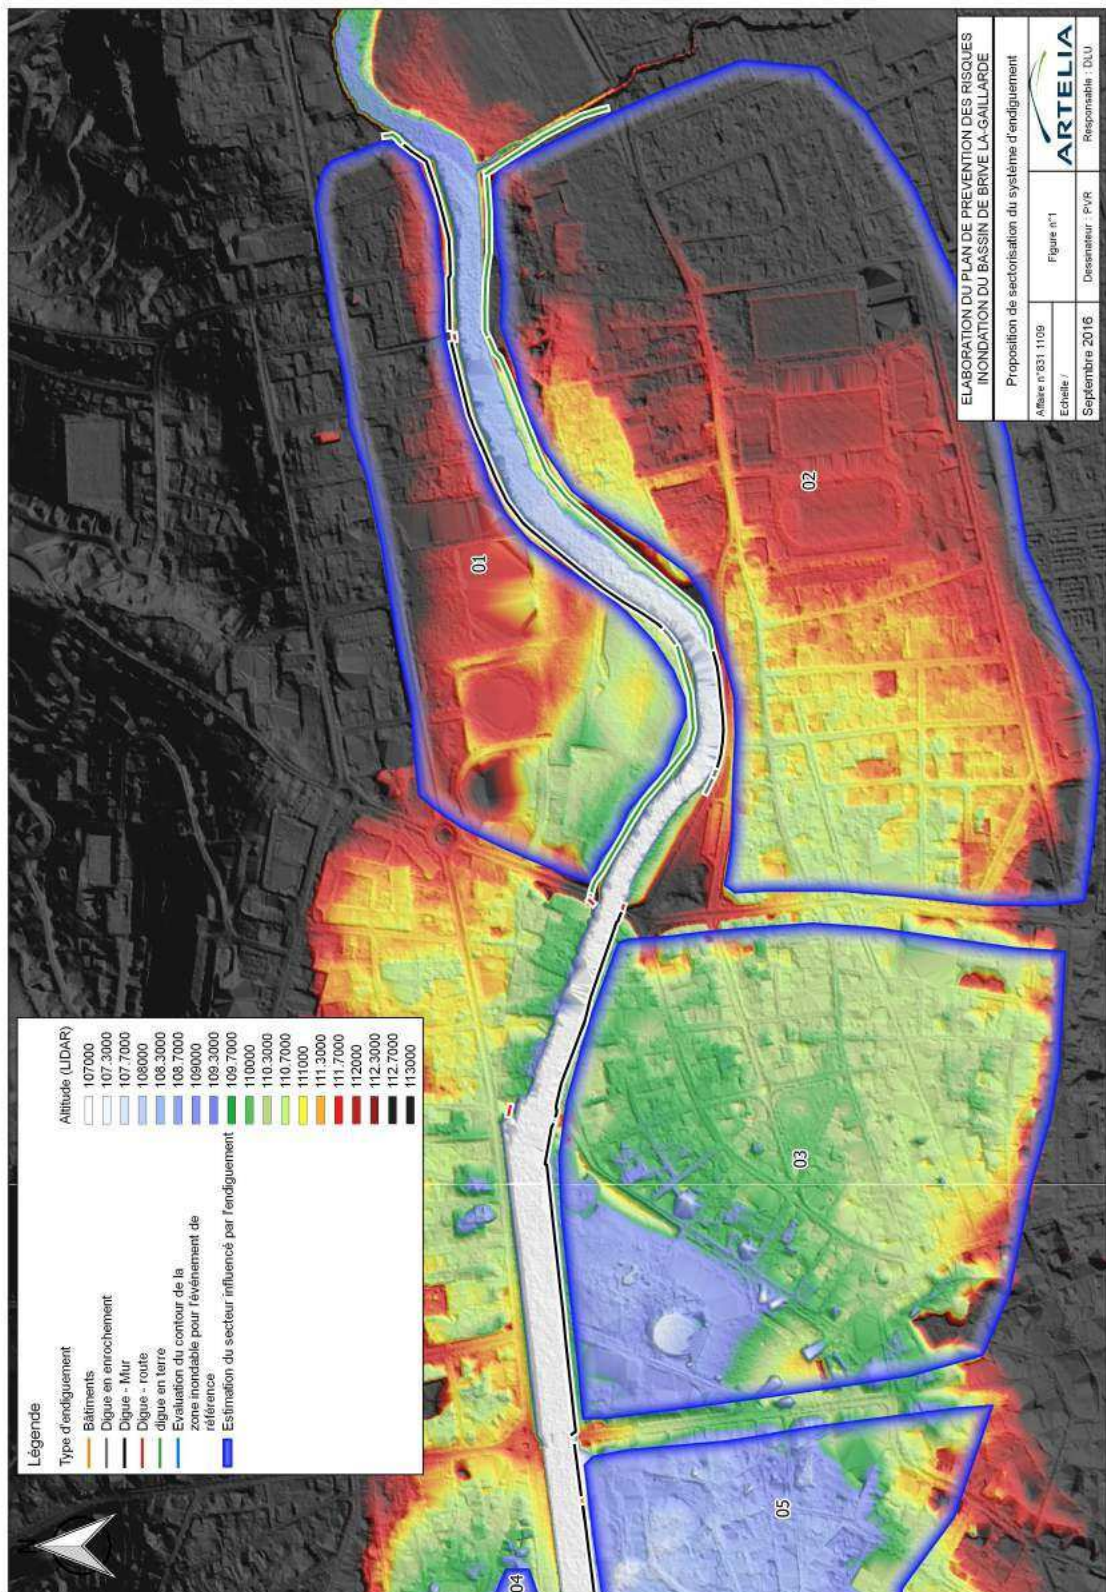 Légende
Type d'endiguement
Bâtiments
Digue en enrochement
Digue - Mur
Digue - route
digue en terre
Evaluation du contour de la
zone inondable pour l'événement de
référence
Estimation du secteur influencé par l'endiguement
Altitude (LIDAR)
107000
107.3000
107.7000
108000
108.3000
108.7000
109000
109.3000
109.7000
110000
110.3000
110.7000
111000
111.3000
111.7000
112000
112.3000
112.7000
113000
04
05
03
01
02
ELABORATION DU PLAN DE PREVENTION DES RISQUES
INONDATION DU BASSIN DE BRIVE LA-GAILLARDE
Proposition de sectorisation du système d'endiguement
Affaire n°831 1109
Echelle /
Figure n°1
ARTELIA
Septembre 2016
Dessinateur : PVR
Responsable : DLU